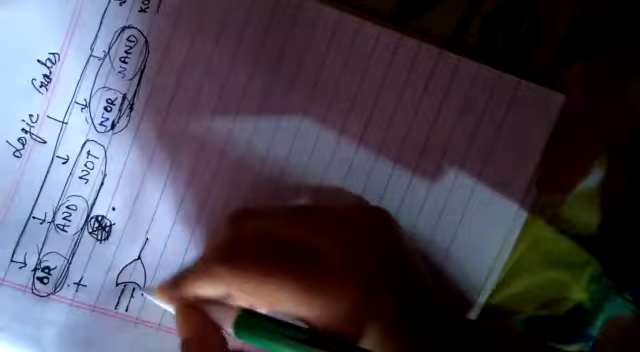 Logic Gates
OR AND NOT NOR NAND
+ .